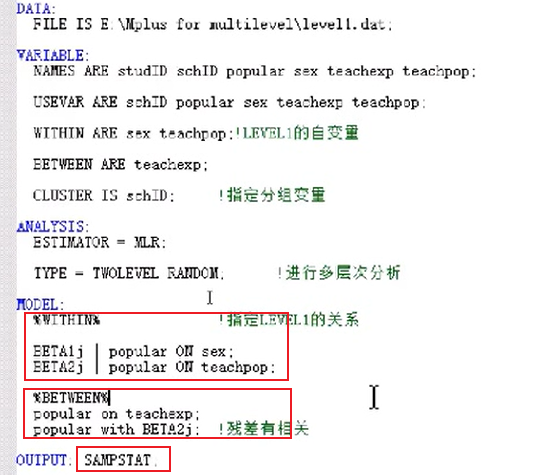 DATA:
FILE IS E:\Mplus for multilevel\level1.dat;
VARIABLE:
NAMES ARE studID schID popular sex teachexp teachpop;
USEVAR ARE schID popular sex teachexp teachpop;
WITHIN ARE sex teachpop;!LEVEL1的自变量
BETWEEN ARE teachexp;
CLUSTER IS schID; !指定分组变量
ANALYSIS:
ESTIMATOR = MLR;
TYPE = TWOLEVEL RANDOM; !进行多层次分析
MODEL:
%WITHIN% !指定LEVEL1的关系
BETA1j | popular ON sex;
BETA2j | popular ON teachpop;
%BETWEEN%
popular on teachexp;
popular with BETA2j; !残差有相关
OUTPUT: SAMPSTAT;